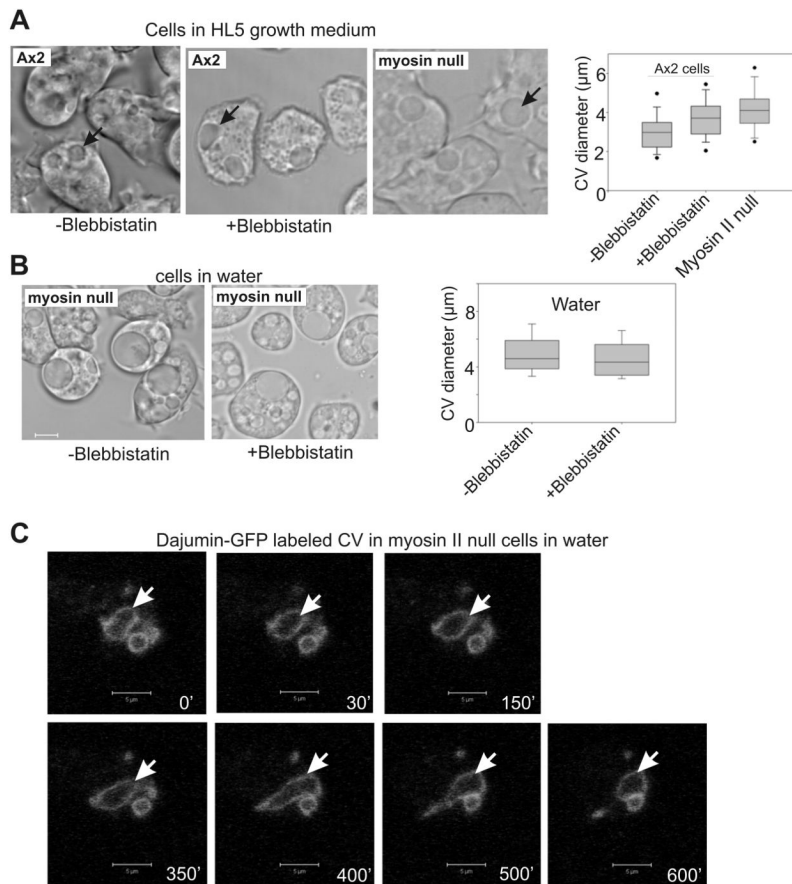 A
Cells in HL5 growth medium
Ax2
Ax2
myosin null
-Blebbistatin
+Blebbistatin
CV diameter (µm)
6
4
2
0
Ax2 cells
-Blebbistatin
+Blebbistatin
Myosin II null
B
cells in water
myosin null
myosin null
-Blebbistatin
+Blebbistatin
CV diameter (µm)
8
4
0
Water
-Blebbistatin
+Blebbistatin
C
Dajumin-GFP labeled CV in myosin II null cells in water
5 µm
0’
5 µm
30’
5 µm
150’
5 µm
350’
5 µm
400’
5 µm
500’
5 µm
600’